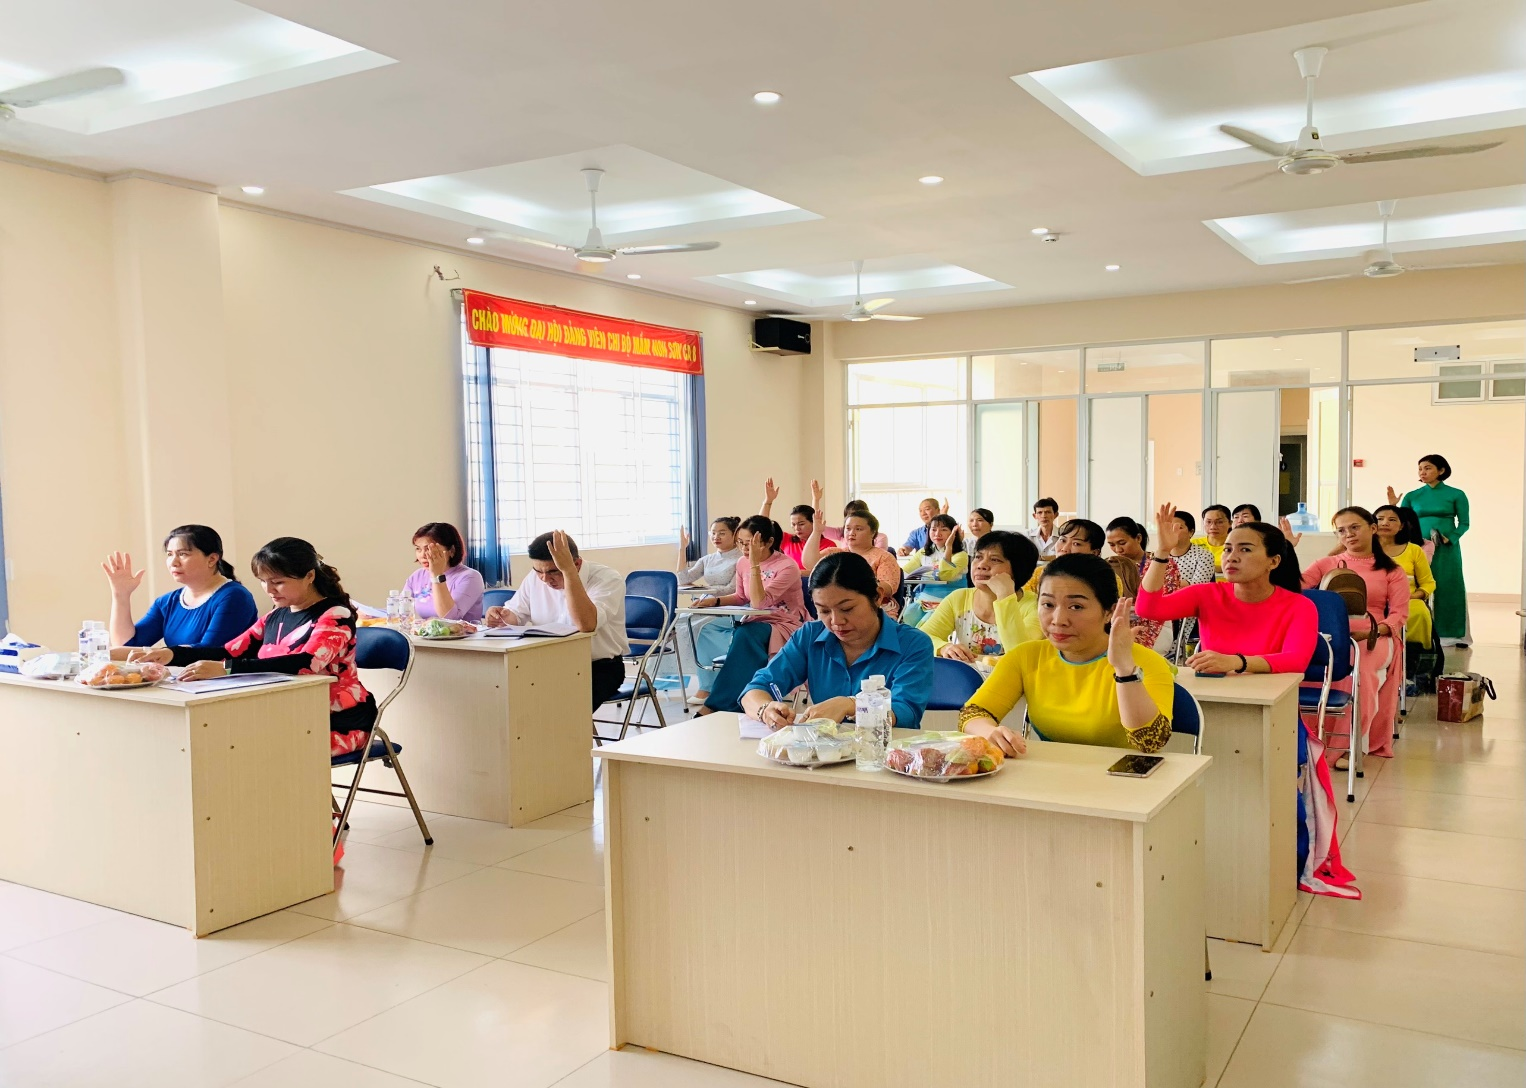 CHÀO MỪNG ĐẠI HỘI ĐẢNG VIÊN CHI BỘ MẦM NON SƠN CA 8